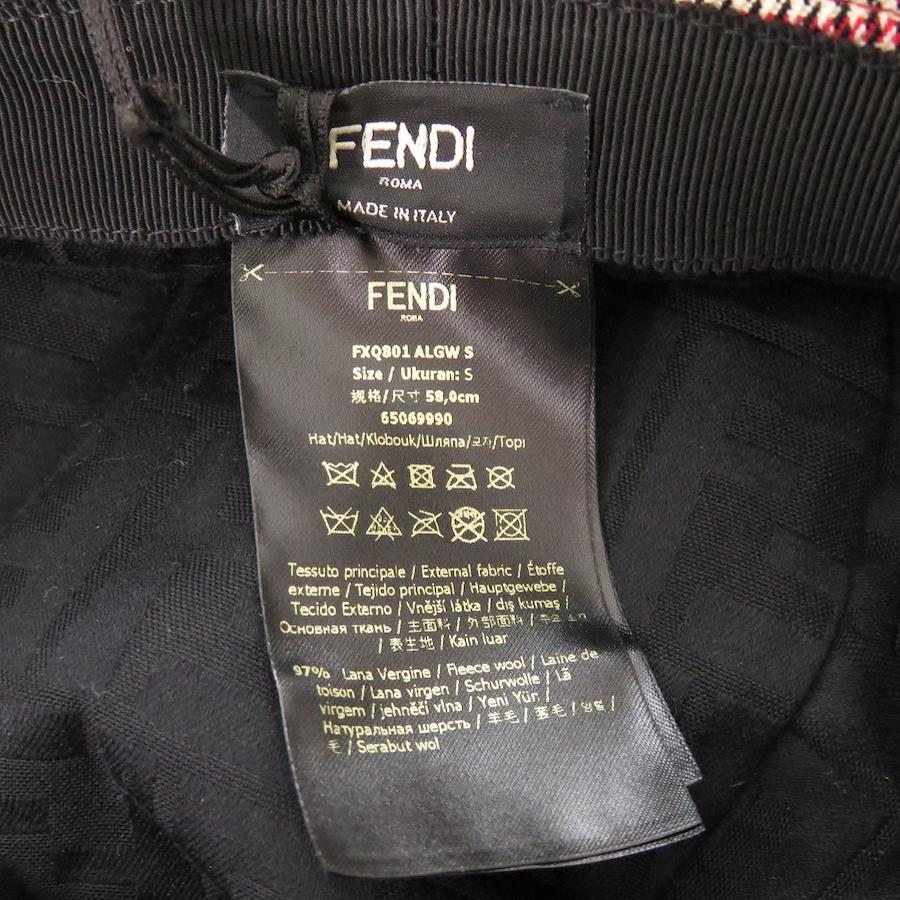 FENDI
ROMA
MADE IN ITALY
FENDI
ROMA
FXQ801 ALGW S
Size / Ukuran: S
规格/尺寸 58,0cm
65069990
Hat/Hat/Klobouk/Шляпа/모자/Topi
Tessuto principale / External fabric / Étoffe
externe / Tejido principal / Hauptgewebe /
Tecido Externo / Vnější látka / dış kumaş /
Основная ткань / 主面料 / 外部面料 /
/ 表生地 / Kain luar
97% Lana Vergine / Fleece wool / Laine de
toison / Lana virgen / Schurwolle / Lã
virgem / jehněčí vlna / Yeni Yür /
Натуральная шерсть / 羊毛 /
毛 / Serabut wol